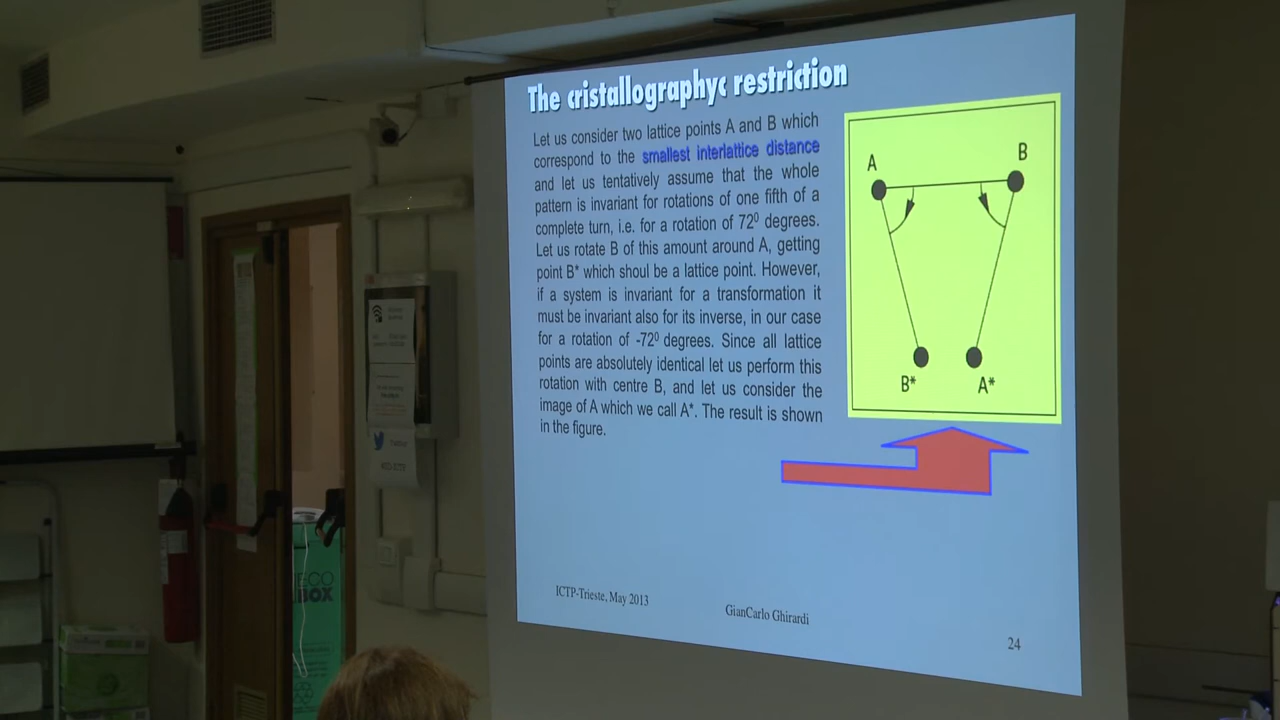 The cristallographyc restriction
Let us consider two lattice points A and B which
correspond to the smallest interlattice distance
and let us tentatively assume that the whole
pattern is invariant for rotations of one fifth of a
complete turn, i.e. for a rotation of 72⁰ degrees.
Let us rotate B of this amount around A, getting
point B* which shoul be a lattice point. However,
if a system is invariant for a transformation it
must be invariant also for its inverse, in our case
for a rotation of -72⁰ degrees. Since all lattice
points are absolutely identical let us perform this
rotation with centre B, and let us consider the
image of A which we call A*. The result is shown
in the figure.
A
B
B*
A*
ICTP-Trieste, May 2013
GianCarlo Ghirardi
24
ECO
BOX